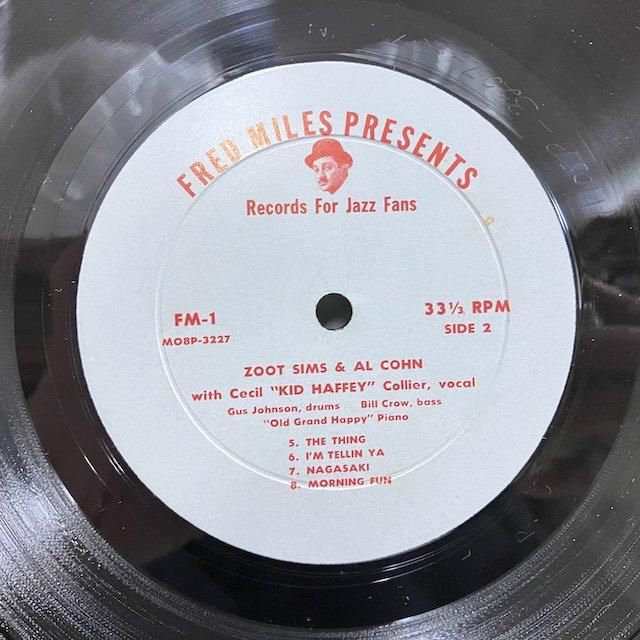 FRED MILES PRESENTS
Records For Jazz Fans
FM-1
MO8P-3227
33⅓ RPM
SIDE 2
ZOOT SIMS & AL COHN
with Cecil "KID HAFFEY" Collier, vocal
Gus Johnson, drums Bill Crow, bass
"Old Grand Happy" Piano
5. THE THING
6. I'M TELLIN YA
7. NAGASAKI
8. MORNING FUN